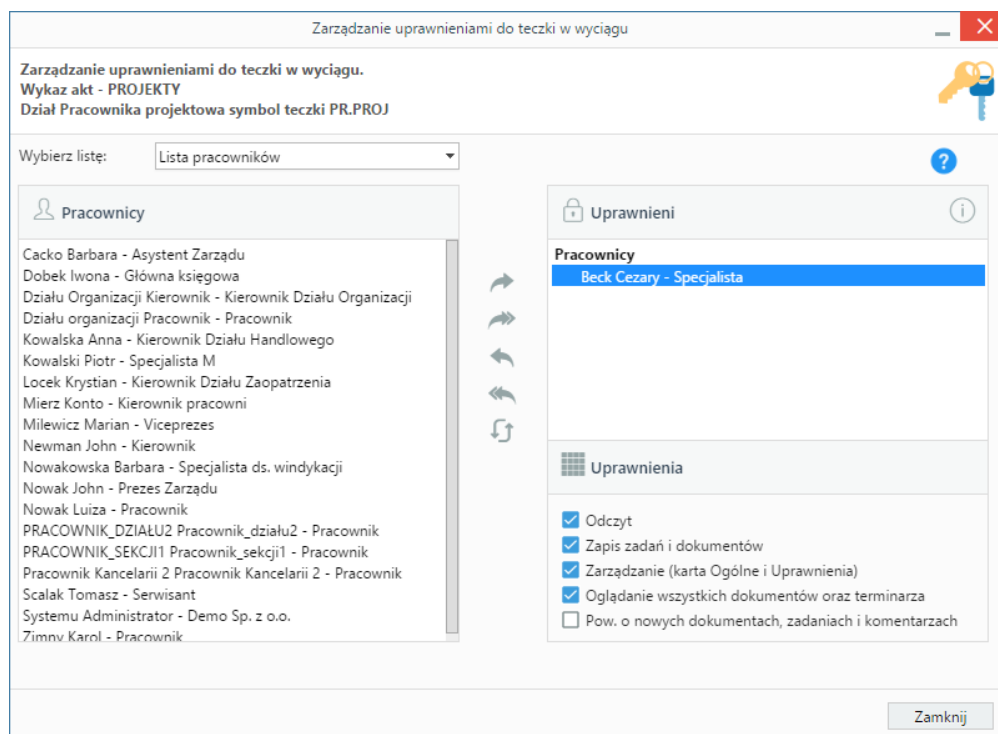 Zarządzanie uprawnieniami do teczki w wyciągu
Zarządzanie uprawnieniami do teczki w wyciągu.
Wykaz akt - PROJEKTY
Dział Pracownika projektowa symbol teczki PR.PROJ
Wybierz listę: Lista pracowników
Pracownicy
Cacko Barbara - Asystent Zarządu
Dobek Iwona - Główna księgowa
Działu Organizacji Kierownik - Kierownik Działu Organizacji
Działu organizacji Pracownik - Pracownik
Kowalska Anna - Kierownik Działu Handlowego
Kowalski Piotr - Specjalista M
Locek Krystian - Kierownik Działu Zaopatrzenia
Mierz Konto - Kierownik pracowni
Milewicz Marian - Viceprezes
Newman John - Kierownik
Nowakowska Barbara - Specjalista ds. windykacji
Nowak John - Prezes Zarządu
Nowak Luiza - Pracownik
PRACOWNIK_DZIAŁU2 Pracownik_działu2 - Pracownik
PRACOWNIK_SEKCJI1 Pracownik_sekcji1 - Pracownik
Pracownik Kancelarii 2 Pracownik Kancelarii 2 - Pracownik
Scalak Tomasz - Serwisant
Systemu Administrator - Demo Sp. z o.o.
Zimny Karol - Pracownik
Uprawnieni
Pracownicy
Beck Cezary - Specjalista
Uprawnienia
Odczyt
Zapis zadań i dokumentów
Zarządzanie (karta Ogólne i Uprawnienia)
Oglądanie wszystkich dokumentów oraz terminarza
Pow. o nowych dokumentach, zadaniach i komentarzach
Zamknij